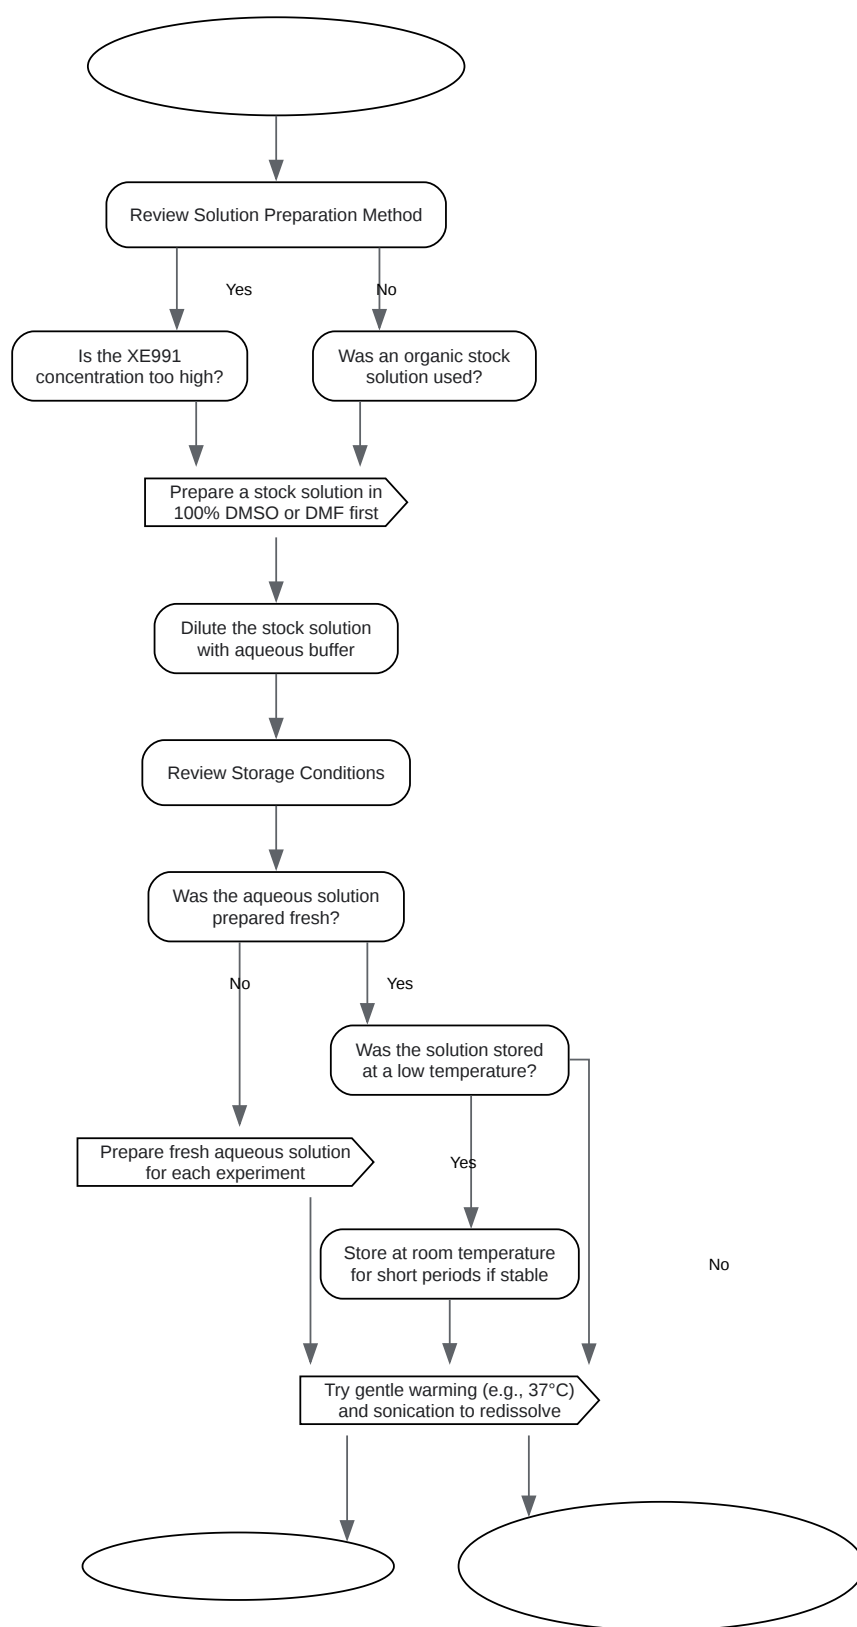 Review Solution Preparation Method
Yes
No
Is the XE991
concentration too high?
Was an organic stock
solution used?
Prepare a stock solution in
100% DMSO or DMF first
Dilute the stock solution
with aqueous buffer
Review Storage Conditions
Was the aqueous solution
prepared fresh?
No
Yes
Was the solution stored
at a low temperature?
Prepare fresh aqueous solution
for each experiment
Yes
Store at room temperature
for short periods if stable
No
Try gentle warming (e.g., 37°C)
and sonication to redissolve